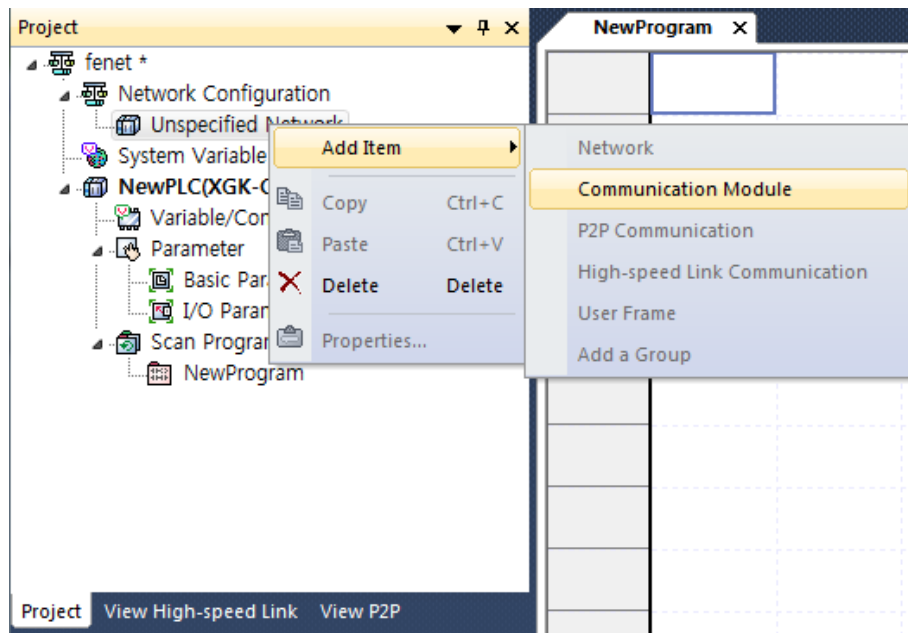 Project
NewProgram
fenet *
Network Configuration
Unspecified Network
System Variable
NewPLC(XGK-
Variable/Con
Parameter
Basic Par
I/O Param
Scan Program
NewProgram
Add Item
Copy Ctrl+C
Paste Ctrl+V
Delete Delete
Properties...
Network
Communication Module
P2P Communication
High-speed Link Communication
User Frame
Add a Group
Project View High-speed Link View P2P